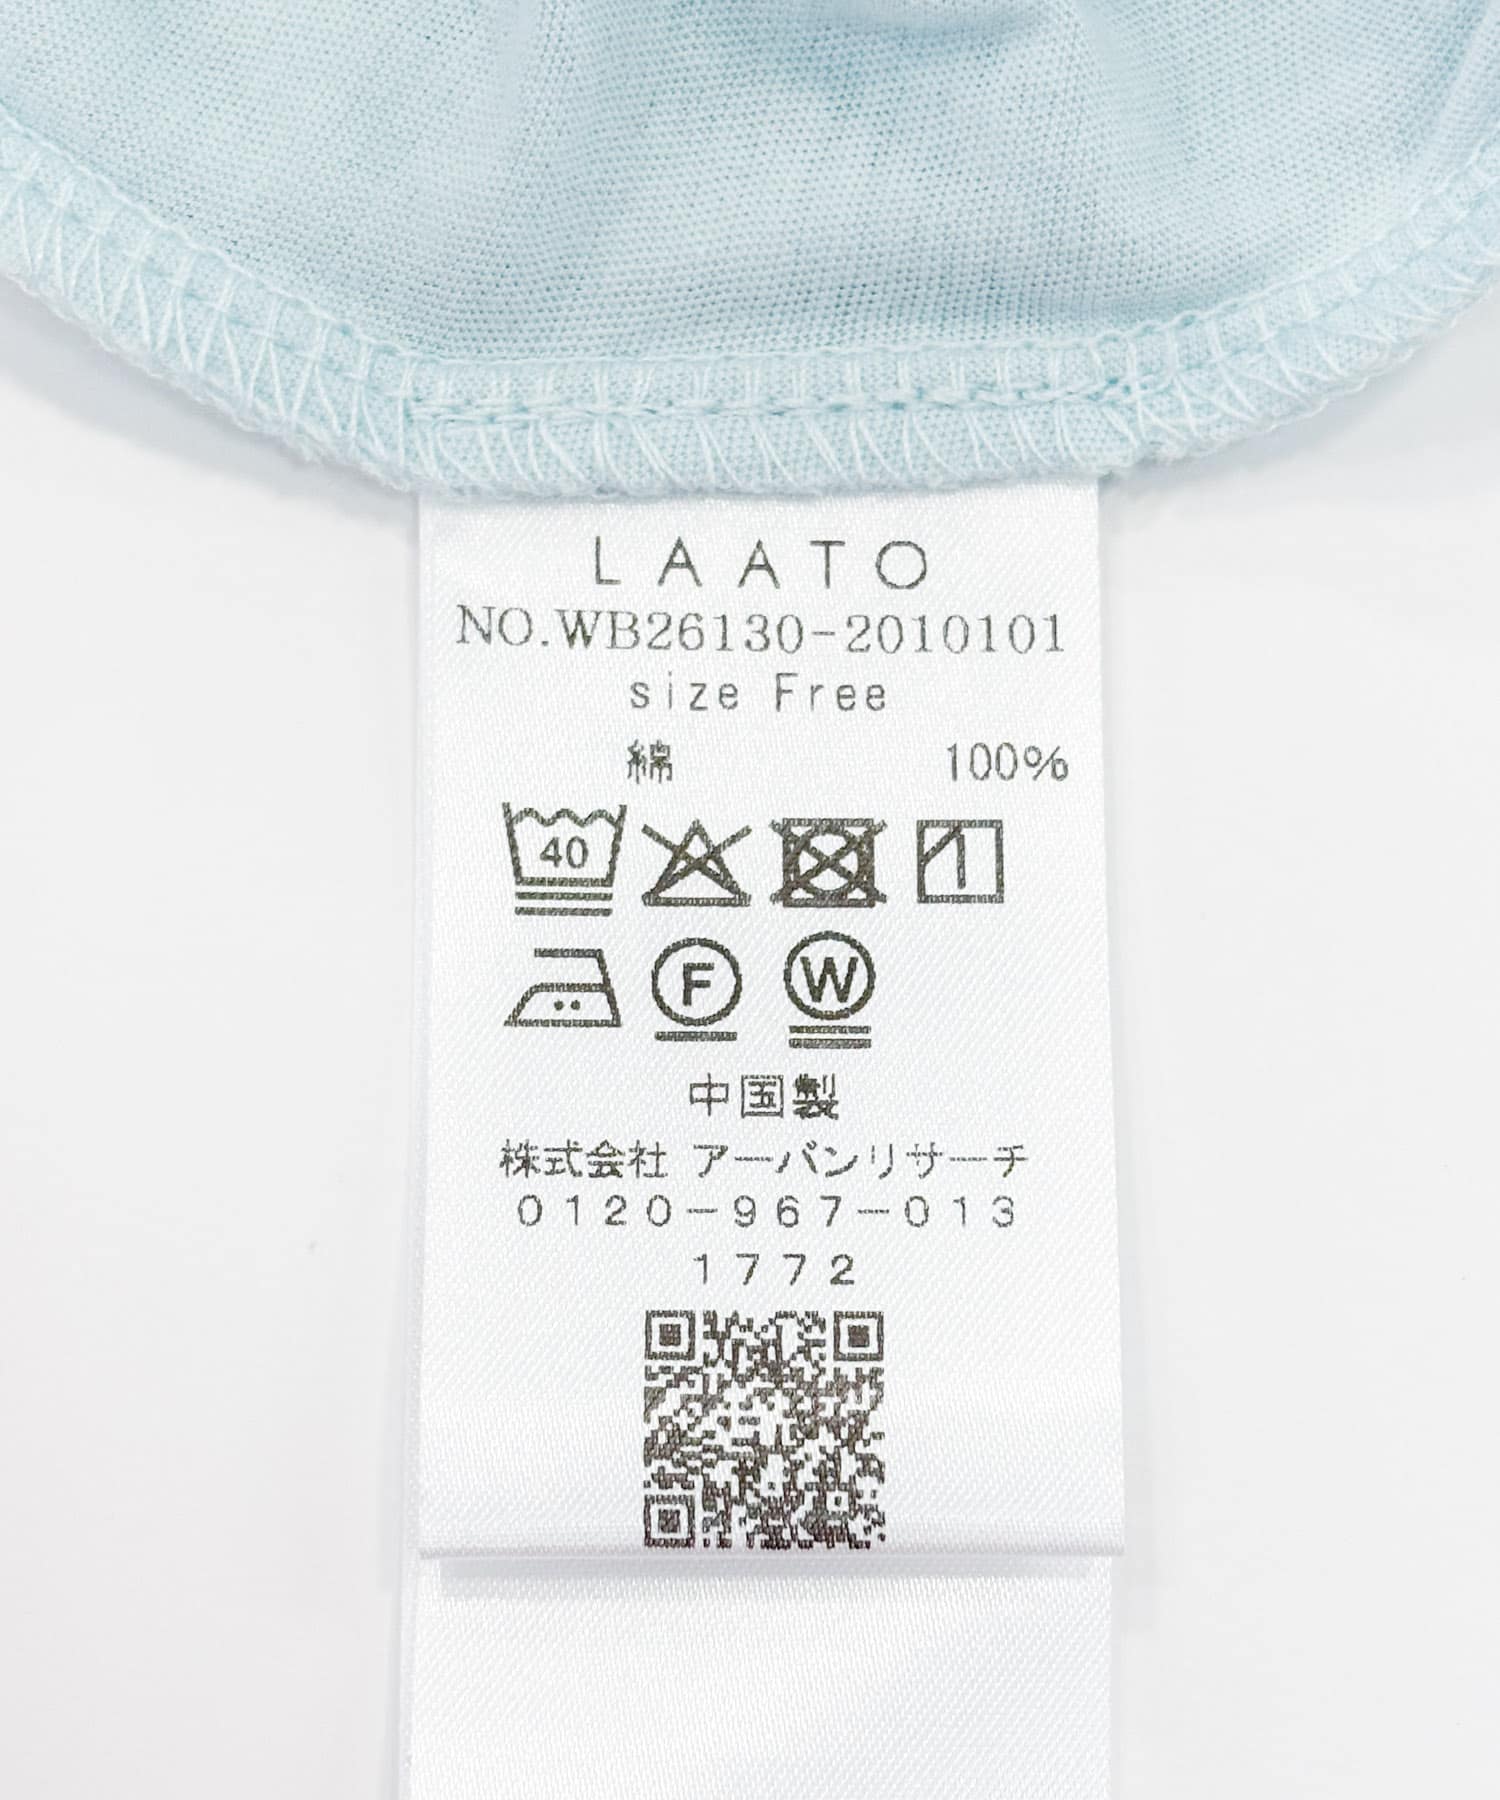 LAATO
NO.WB26130-2010101
size Free
綿 100%
40
F W
中国製
株式会社 アーバンリサーチ
0120-967-013
1772